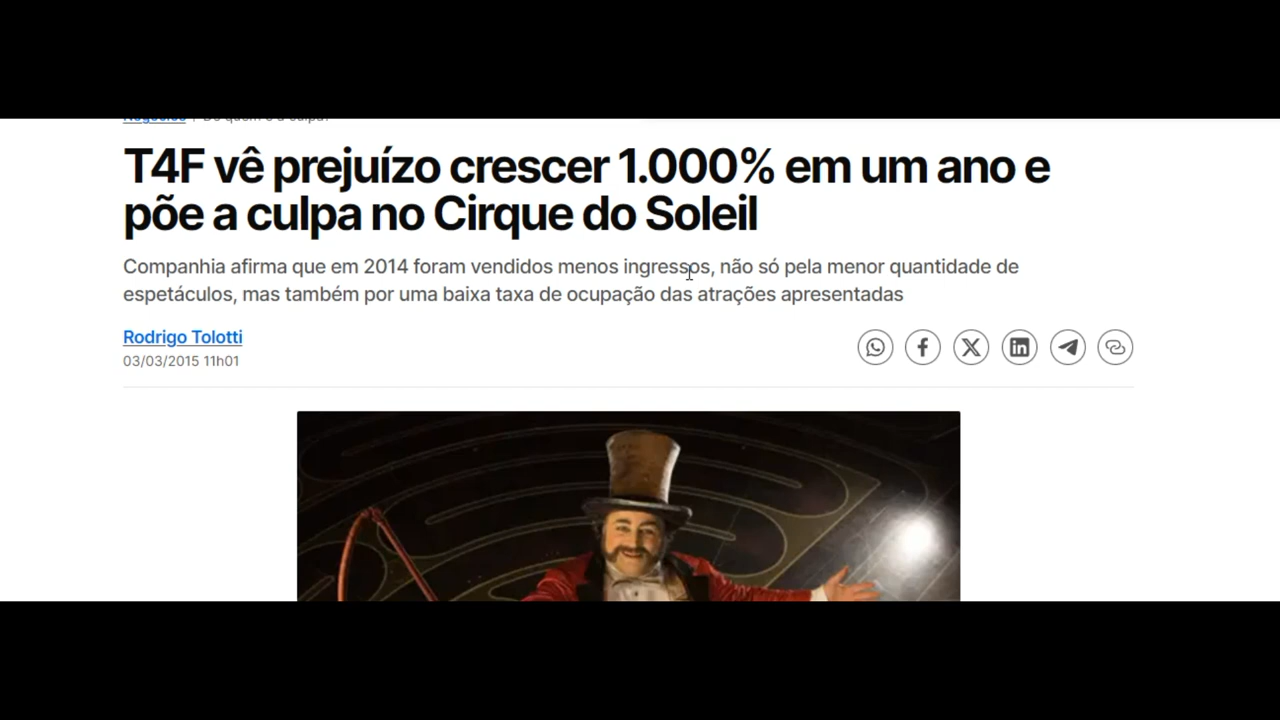 T4F vê prejuízo crescer 1.000% em um ano e
põe a culpa no Cirque do Soleil
Companhia afirma que em 2014 foram vendidos menos ingressos, não só pela menor quantidade de
espetáculos, mas também por uma baixa taxa de ocupação das atrações apresentadas
Rodrigo Tolotti
03/03/2015 11h01